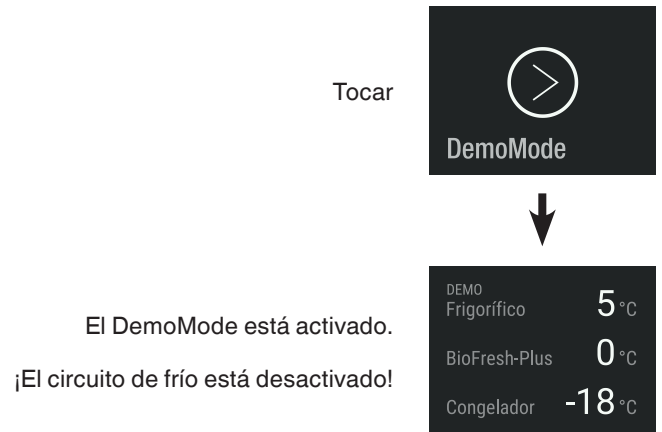 Tocar
DemoMode
DEMO
Frigorífico 5 °C
El DemoMode está activado.
BioFresh-Plus 0 °C
¡El circuito de frío está desactivado!
Congelador -18 °C